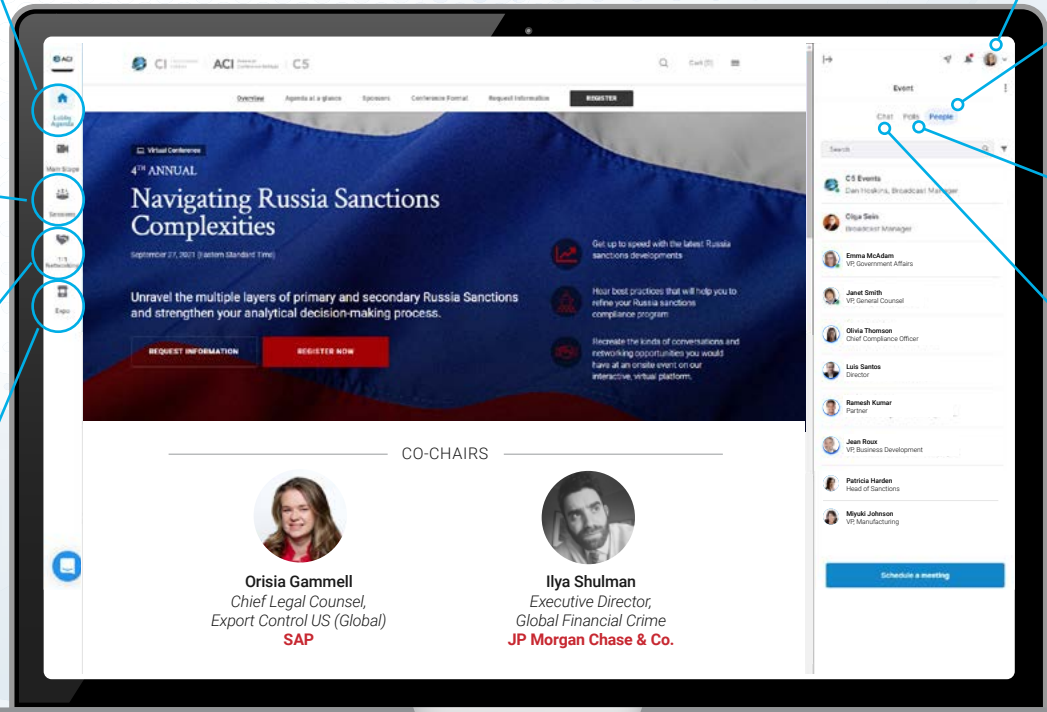 ACI
Lobby
Agenda
Main Stage
Sessions
1/1
Networking
Expo
CI
ACI
C5
Cart (0)
Overview
Agenda at a glance
Sponsors
Conference Format
Request Information
REGISTER
Virtual Conference
4TH ANNUAL
Navigating Russia Sanctions
Complexities
September 27, 2021 (Eastern Standard Time)
Unravel the multiple layers of primary and secondary Russia Sanctions
and strengthen your analytical decision-making process.
REQUEST INFORMATION
REGISTER NOW
Get up to speed with the latest Russia
sanctions developments
Hear best practices that will help you to
refine your Russia sanctions
compliance program
Recreate the kinds of conversations and
networking opportunities you would
have at an onsite event on our
interactive, virtual platform.
CO-CHAIRS
Orisia Gammell
Chief Legal Counsel,
Export Control US (Global)
SAP
Ilya Shulman
Executive Director,
Global Financial Crime
JP Morgan Chase & Co.
Event
Chat
Polls
People
Search
C5 Events
Dan Hoskins, Broadcast Manager
Sein
Broadcast Manager
Emma McAdam
VP, Government Affairs
Janet Smith
VP, General Counsel
Olivia Thomson
Chief Compliance Officer
Luis Santos
Director
Ramesh Kumar
Partner
Jean Roux
VP, Business Development
Patricia Harden
Head of Sanctions
Miyuki Johnson
VP, Manufacturing
Schedule a meeting